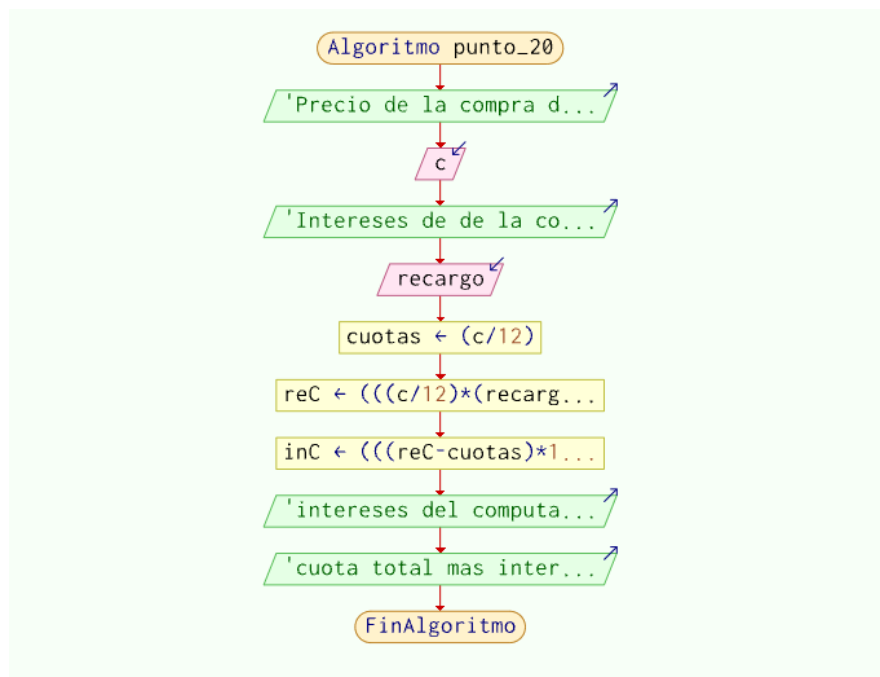 Algoritmo punto_20
'Precio de la compra d...
c
'Intereses de de la co...
recargo
cuotas ← (c/12)
reC ← (((c/12)*(recarg...
inC ← (((reC-cuotas)*1...
'intereses del computa...
'cuota total mas inter...
FinAlgoritmo